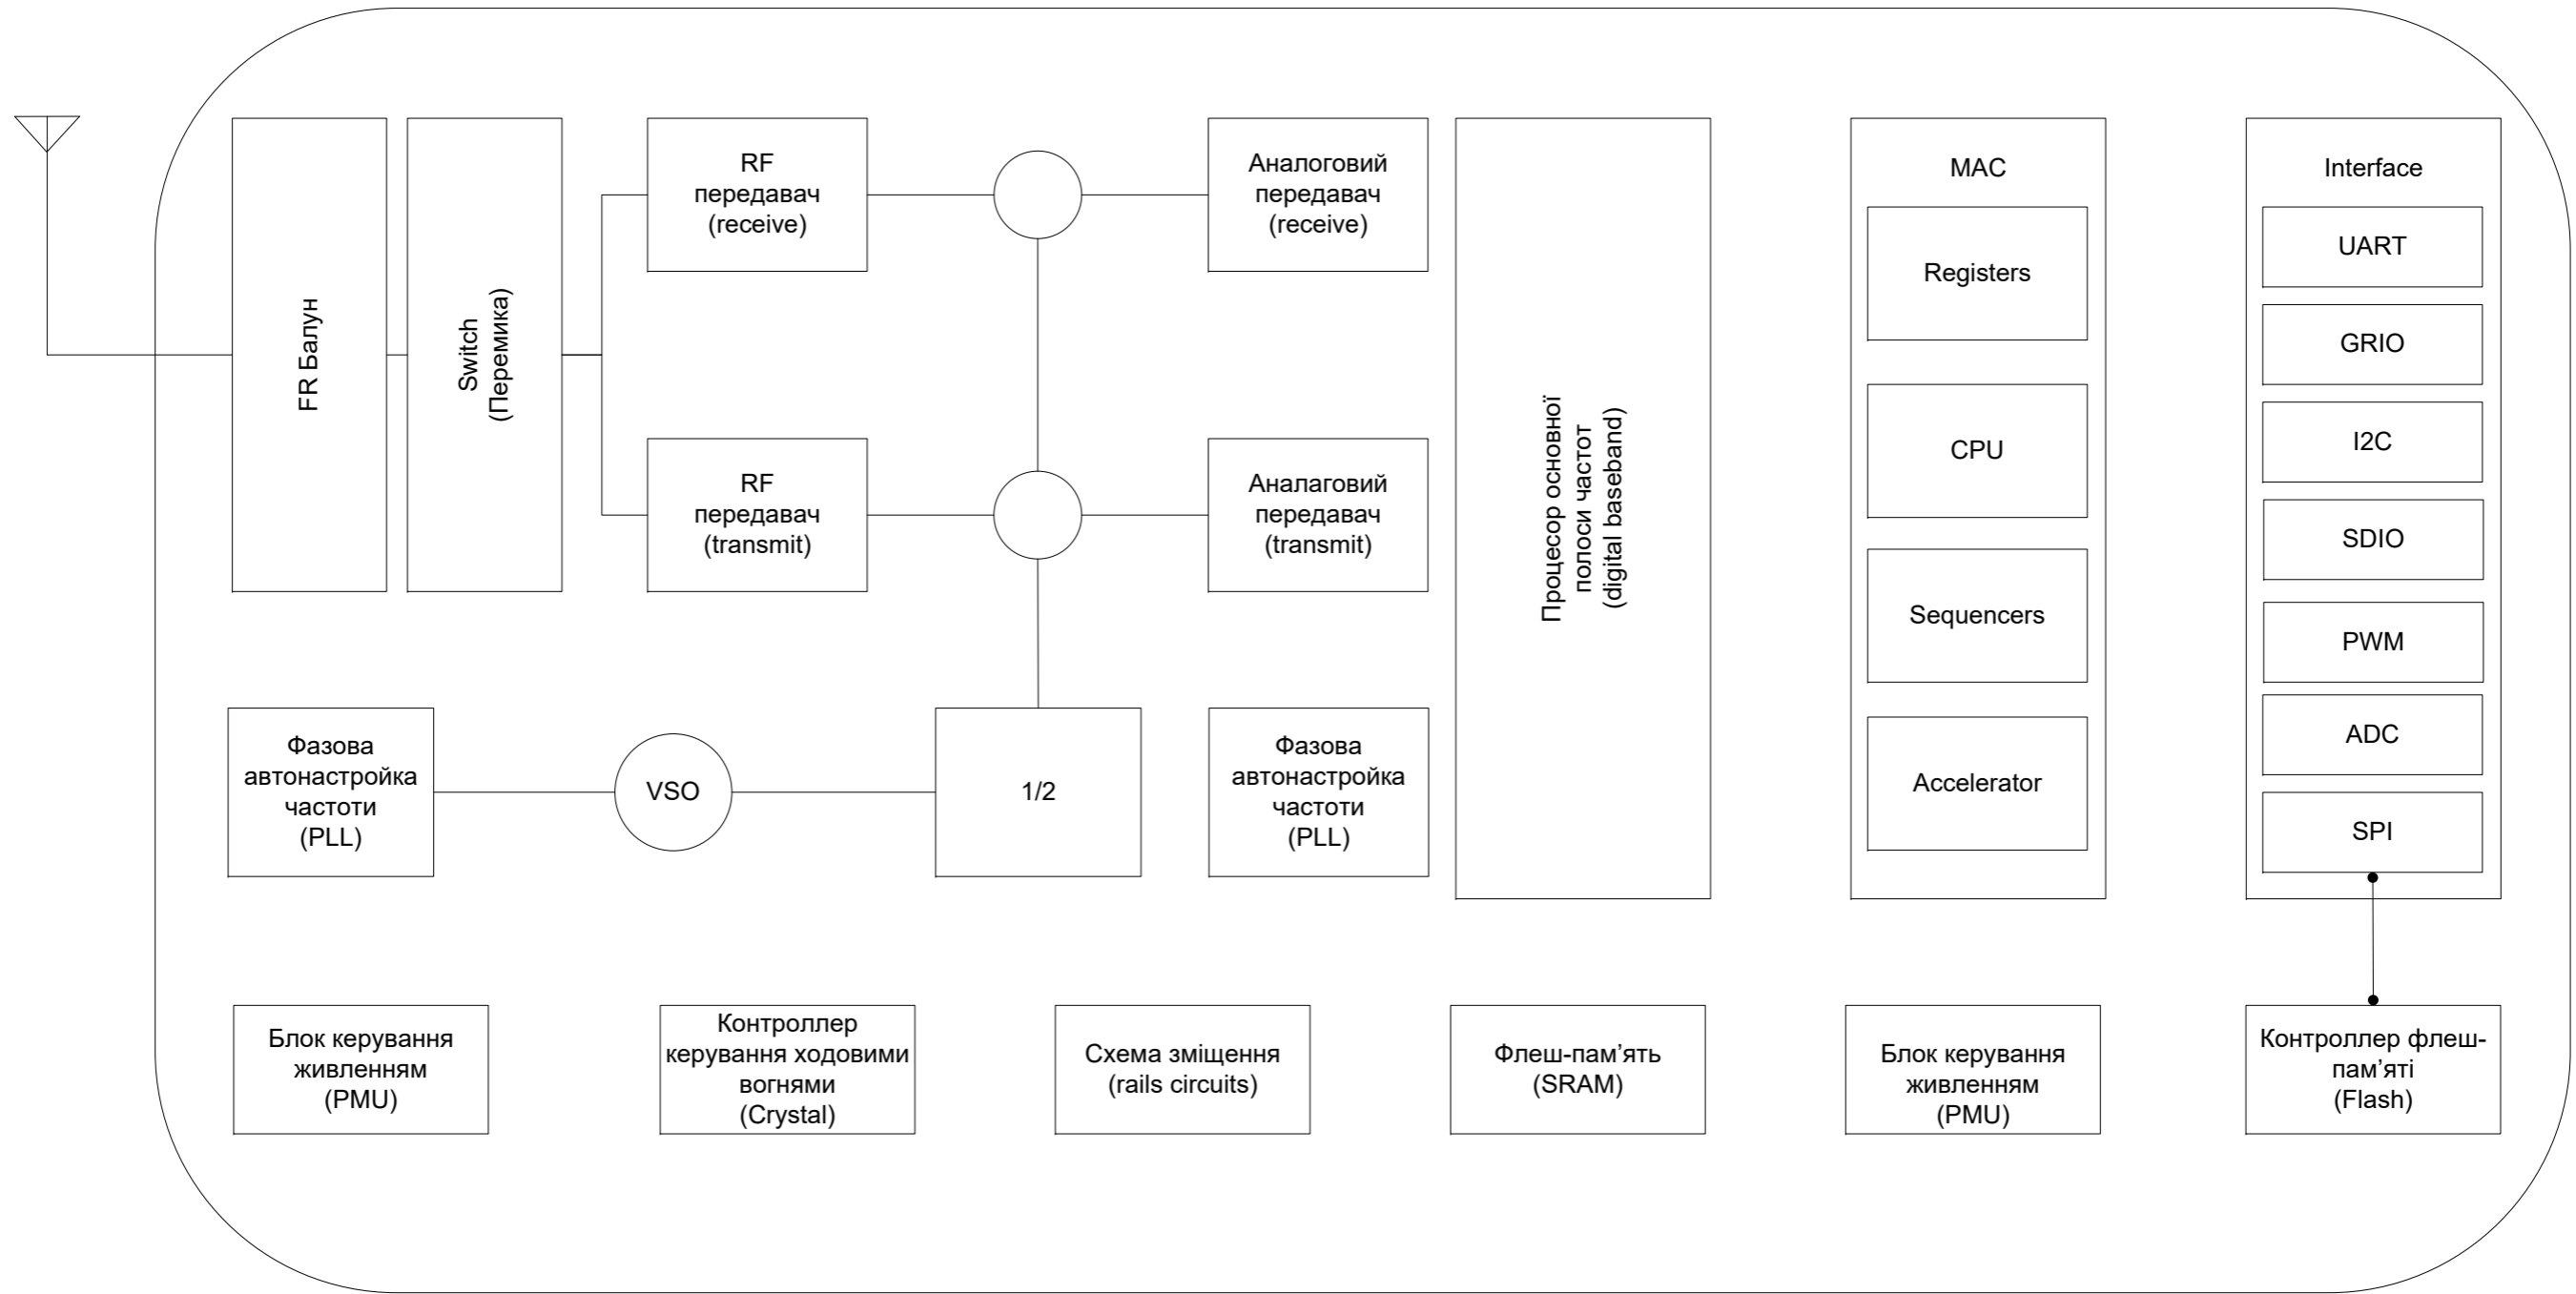 FR Балун
Switch
(Перемика)
RF
передавач
(receive)
Аналоговий
передавач
(receive)
RF
передавач
(transmit)
Аналаговий
передавач
(transmit)
Процесор основної
полоси частот
(digital baseband)
MAC
Registers
CPU
Sequencers
Accelerator
Interface
UART
GRIO
I2C
SDIO
PWM
ADC
SPI
Фазова
автонастройка
частоти
(PLL)
VSO
1/2
Фазова
автонастройка
частоти
(PLL)
Блок керування
живленням
(PMU)
Контроллер
керування ходовими
вогнями
(Crystal)
Схема зміщення
(rails circuits)
Флеш-пам’ять
(SRAM)
Блок керування
живленням
(PMU)
Контроллер флеш-
пам’яті
(Flash)